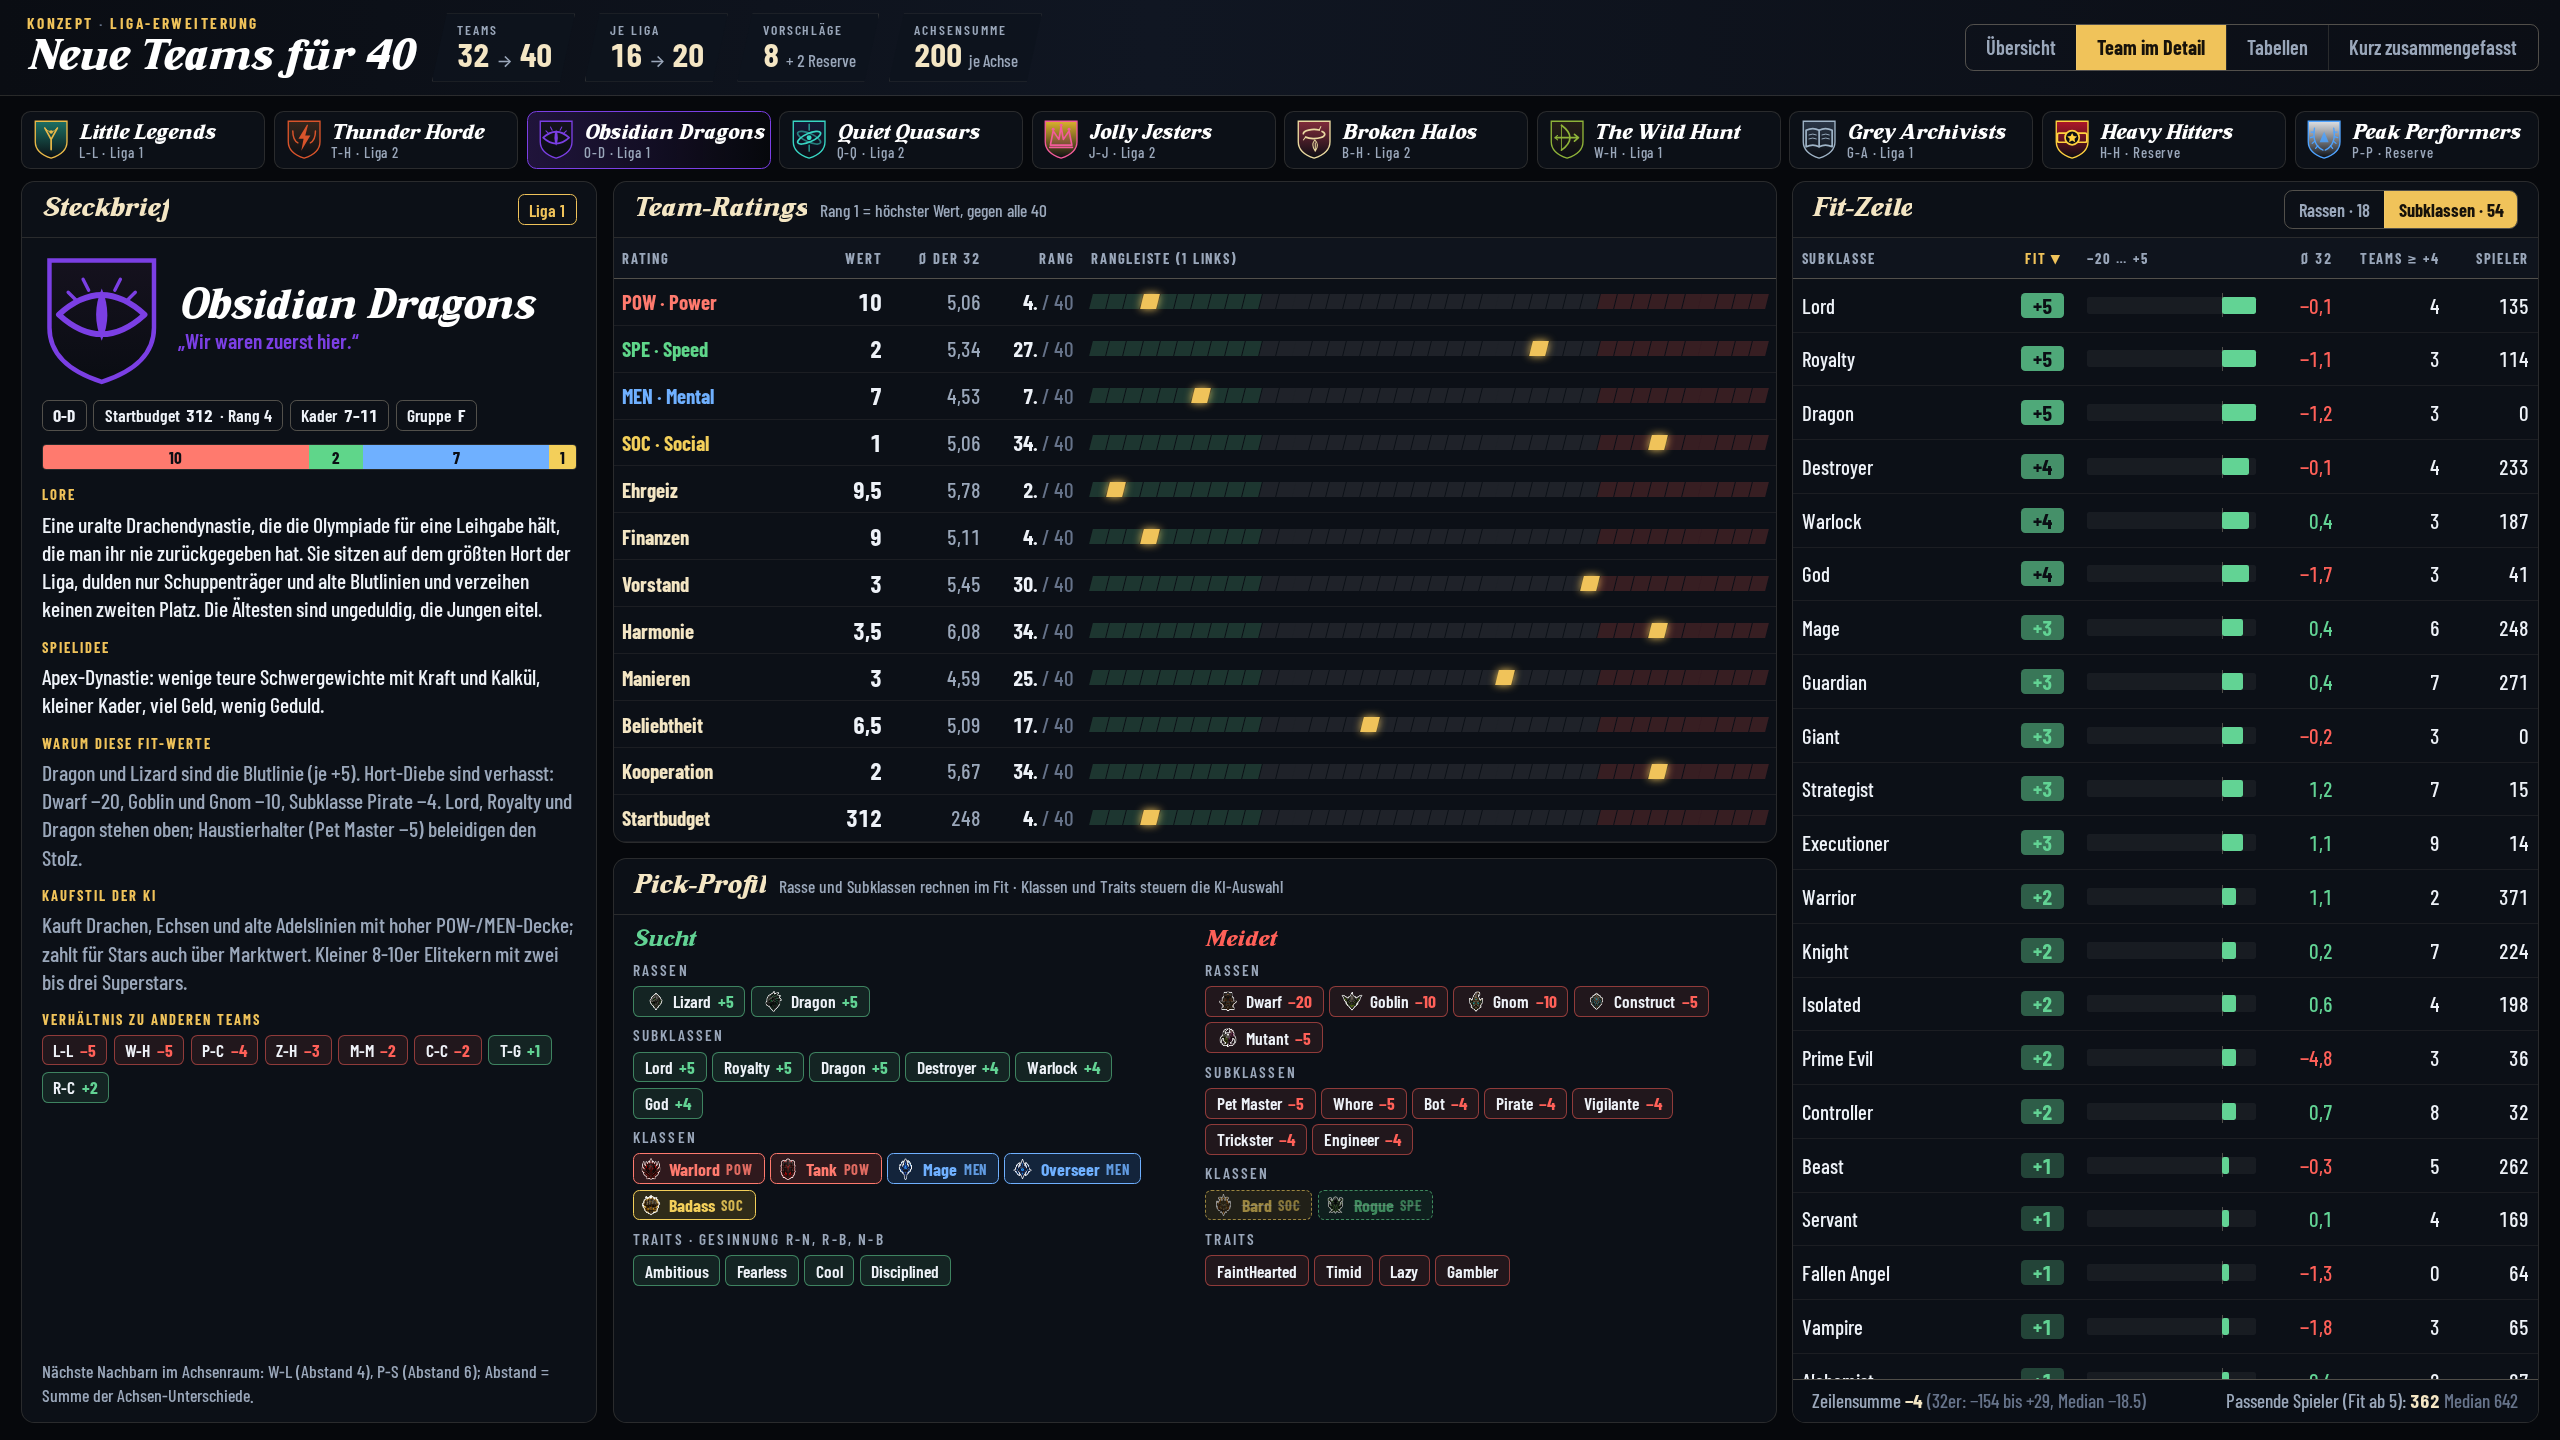 KONZEPT · LIGA-ERWEITERUNG
Neue Teams für 40
TEAMS
32 → 40
JE LIGA
16 → 20
VORSCHLÄGE
8 + 2 Reserve
ACHSENSUMME
200 je Achse
Übersicht
Team im Detail
Tabellen
Kurz zusammengefasst
Little Legends
L-L · Liga 1
Thunder Horde
T-H · Liga 2
Obsidian Dragons
O-D · Liga 1
Quiet Quasars
Q-Q · Liga 2
Jolly Jesters
J-J · Liga 2
Broken Halos
B-H · Liga 2
The Wild Hunt
W-H · Liga 1
Grey Archivists
G-A · Liga 1
Heavy Hitters
H-H · Reserve
Peak Performers
P-P · Reserve
Steckbrief
Liga 1
Obsidian Dragons
„Wir waren zuerst hier.“
O-D
Startbudget 312 · Rang 4
Kader 7-11
Gruppe F
10 2 7 1
LORE
Eine uralte Drachendynastie, die die Olympiade für eine Leihgabe hält,
die man ihr nie zurückgegeben hat. Sie sitzen auf dem größten Hort der
Liga, dulden nur Schuppenträger und alte Blutlinien und verzeihen
keinen zweiten Platz. Die Ältesten sind ungeduldig, die Jungen eitel.
SPIELIDEE
Apex-Dynastie: wenige teure Schwergewichte mit Kraft und Kalkül,
kleiner Kader, viel Geld, wenig Geduld.
WARUM DIESE FIT-WERTE
Dragon und Lizard sind die Blutlinie (je +5). Hort-Diebe sind verhasst:
Dwarf −20, Goblin und Gnom −10, Subklasse Pirate −4. Lord, Royalty und
Dragon stehen oben; Haustierhalter (Pet Master −5) beleidigen den
Stolz.
KAUFSTIL DER KI
Kauft Drachen, Echsen und alte Adelslinien mit hoher POW-/MEN-Decke;
zahlt für Stars auch über Marktwert. Kleiner 8-10er Elitekern mit zwei
bis drei Superstars.
VERHÄLTNIS ZU ANDEREN TEAMS
L-L −5 W-H −5 P-C −4 Z-H −3 M-M −2 C-C −2 T-G +1
R-C +2
Nächste Nachbarn im Achsenraum: W-L (Abstand 4), P-S (Abstand 6); Abstand =
Summe der Achsen-Unterschiede.
Team-Ratings Rang 1 = höchster Wert, gegen alle 40
RATING WERT Ø DER 32 RANG RANGLEISTE (1 LINKS)
POW · Power 10 5,06 4. / 40
SPE · Speed 2 5,34 27. / 40
MEN · Mental 7 4,53 7. / 40
SOC · Social 1 5,06 34. / 40
Ehrgeiz 9,5 5,78 2. / 40
Finanzen 9 5,11 4. / 40
Vorstand 3 5,45 30. / 40
Harmonie 3,5 6,08 34. / 40
Manieren 3 4,59 25. / 40
Beliebtheit 6,5 5,09 17. / 40
Kooperation 2 5,67 34. / 40
Startbudget 312 248 4. / 40
Pick-Profil Rasse und Subklassen rechnen im Fit · Klassen und Traits steuern die KI-Auswahl
Sucht
RASSEN
Lizard +5 Dragon +5
SUBKLASSEN
Lord +5 Royalty +5 Dragon +5 Destroyer +4 Warlock +4
God +4
KLASSEN
Warlord POW Tank POW Mage MEN Overseer MEN
Badass SOC
TRAITS · GESINNUNG R-N, R-B, N-B
Ambitious Fearless Cool Disciplined
Meidet
RASSEN
Dwarf −20 Goblin −10 Gnom −10 Construct −5
Mutant −5
SUBKLASSEN
Pet Master −5 Whore −5 Bot −4 Pirate −4 Vigilante −4
Trickster −4 Engineer −4
KLASSEN
Bard SOC Rogue SPE
TRAITS
FaintHearted Timid Lazy Gambler
Fit-Zeile
Rassen · 18
Subklassen · 54
SUBKLASSE FIT ▼ −20 … +5 Ø 32 TEAMS ≥ +4 SPIELER
Lord +5 −0,1 4 135
Royalty +5 −1,1 3 114
Dragon +5 −1,2 3 0
Destroyer +4 −0,1 4 233
Warlock +4 0,4 3 187
God +4 −1,7 3 41
Mage +3 0,4 6 248
Guardian +3 0,4 7 271
Giant +3 −0,2 3 0
Strategist +3 1,2 7 15
Executioner +3 1,1 9 14
Warrior +2 1,1 2 371
Knight +2 0,2 7 224
Isolated +2 0,6 4 198
Prime Evil +2 −4,8 3 36
Controller +2 0,7 8 32
Beast +1 −0,3 5 262
Servant +1 0,1 4 169
Fallen Angel +1 −1,3 0 64
Vampire +1 −1,8 3 65
Zeilensumme −4 (32er: −154 bis +29, Median −18.5)
Passende Spieler (Fit ab 5): 362 Median 642